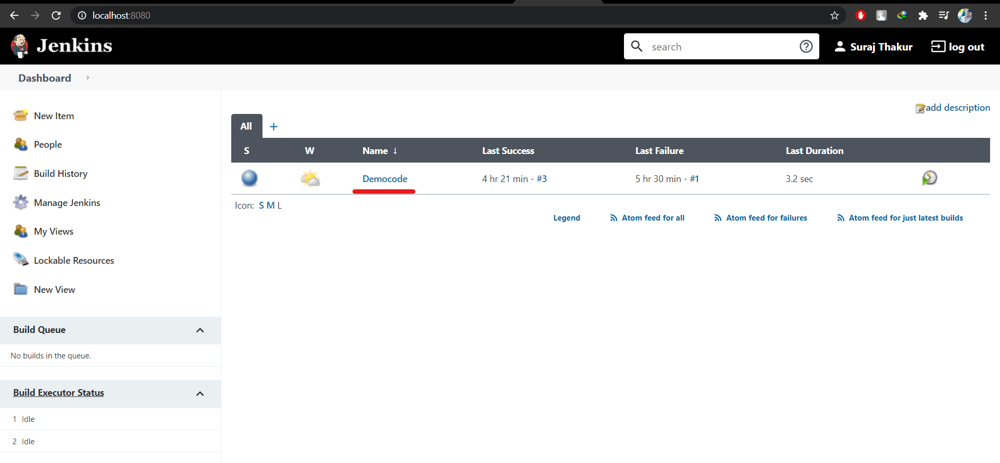 localhost:8080
Jenkins
search
Suraj Thakur
log out
Dashboard
New Item
People
Build History
Manage Jenkins
My Views
Lockable Resources
New View
Build Queue
No builds in the queue.
Build Executor Status
1 Idle
2 Idle
add description
All +
S W Name ↓ Last Success Last Failure Last Duration
Democode 4 hr 21 min - #3 5 hr 30 min - #1 3.2 sec
Icon: S M L
Legend Atom feed for all Atom feed for failures Atom feed for just latest builds